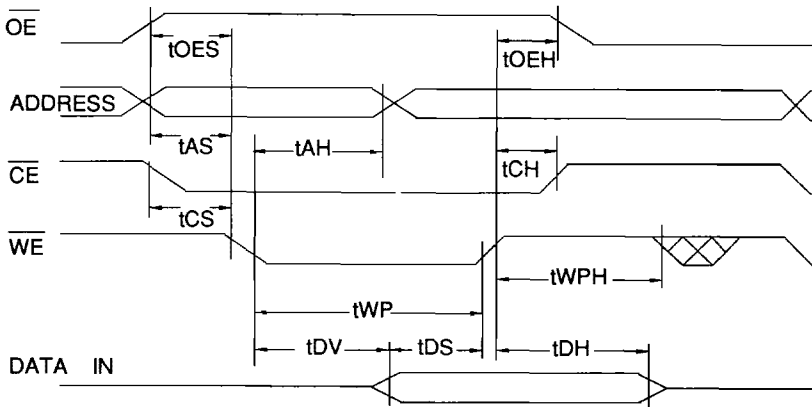 OE
tOES
tOEH
ADDRESS
tAS
tAH
tCH
CE
tCS
WE
tWPH
tWP
tDV
tDS
tDH
DATA IN